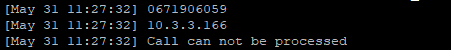 [May 31 11:27:32] 0671906059
[May 31 11:27:32] 10.3.3.166
[May 31 11:27:32] Call can not be processed